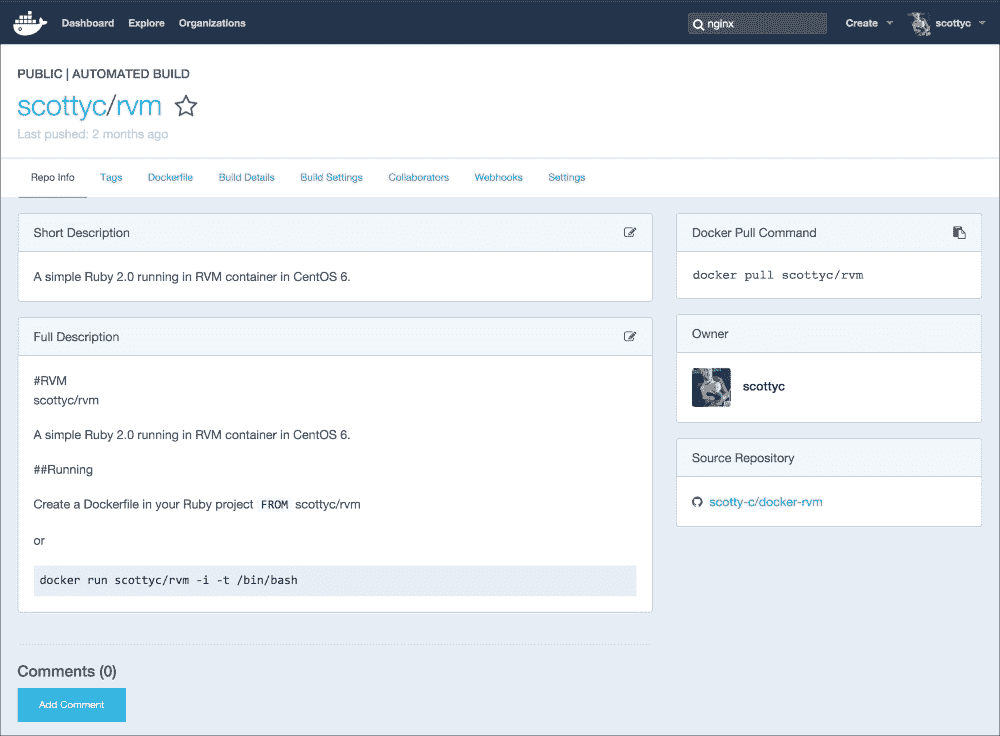 Dashboard Explore Organizations nginx Create scottyc
PUBLIC | AUTOMATED BUILD
scottyc/rvm
Last pushed: 2 months ago
Repo Info Tags Dockerfile Build Details Build Settings Collaborators Webhooks Settings
Short Description
A simple Ruby 2.0 running in RVM container in CentOS 6.
Full Description
#RVM
scottyc/rvm
A simple Ruby 2.0 running in RVM container in CentOS 6.
##Running
Create a Dockerfile in your Ruby project FROM scottyc/rvm
or
docker run scottyc/rvm -i -t /bin/bash
Docker Pull Command
docker pull scottyc/rvm
Owner
scottyc
Source Repository
scotty-c/docker-rvm
Comments (0)
Add Comment